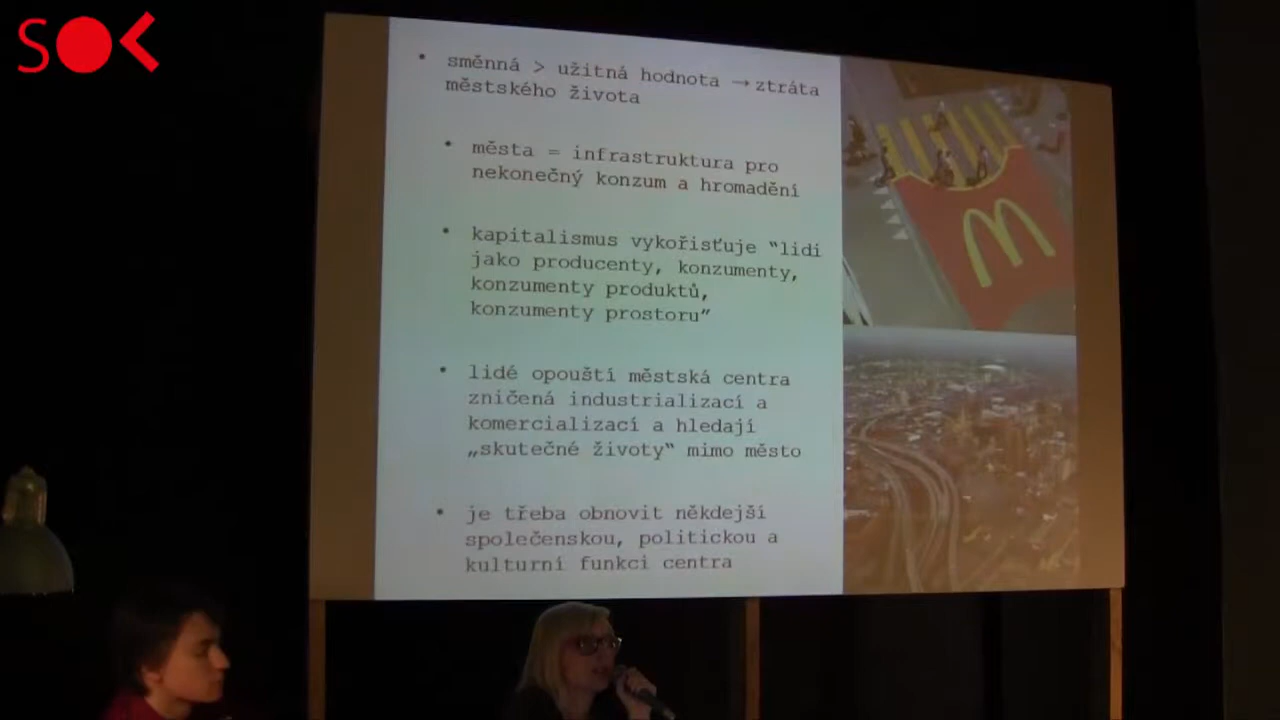 SOK
• směnná > užitná hodnota → ztráta
městského života
• města = infrastruktura pro
nekonečný konzum a hromadění
• kapitalismus vykořisťuje “lidí
jako producenty, konzumenty,
konzumenty produktů,
konzumenty prostoru”
• lidé opouští městská centra
zničená industrializací a
komercializací a hledají
„skutečné životy“ mimo město
• je třeba obnovit někdejší
společenskou, politickou a
kulturní funkci centra
M